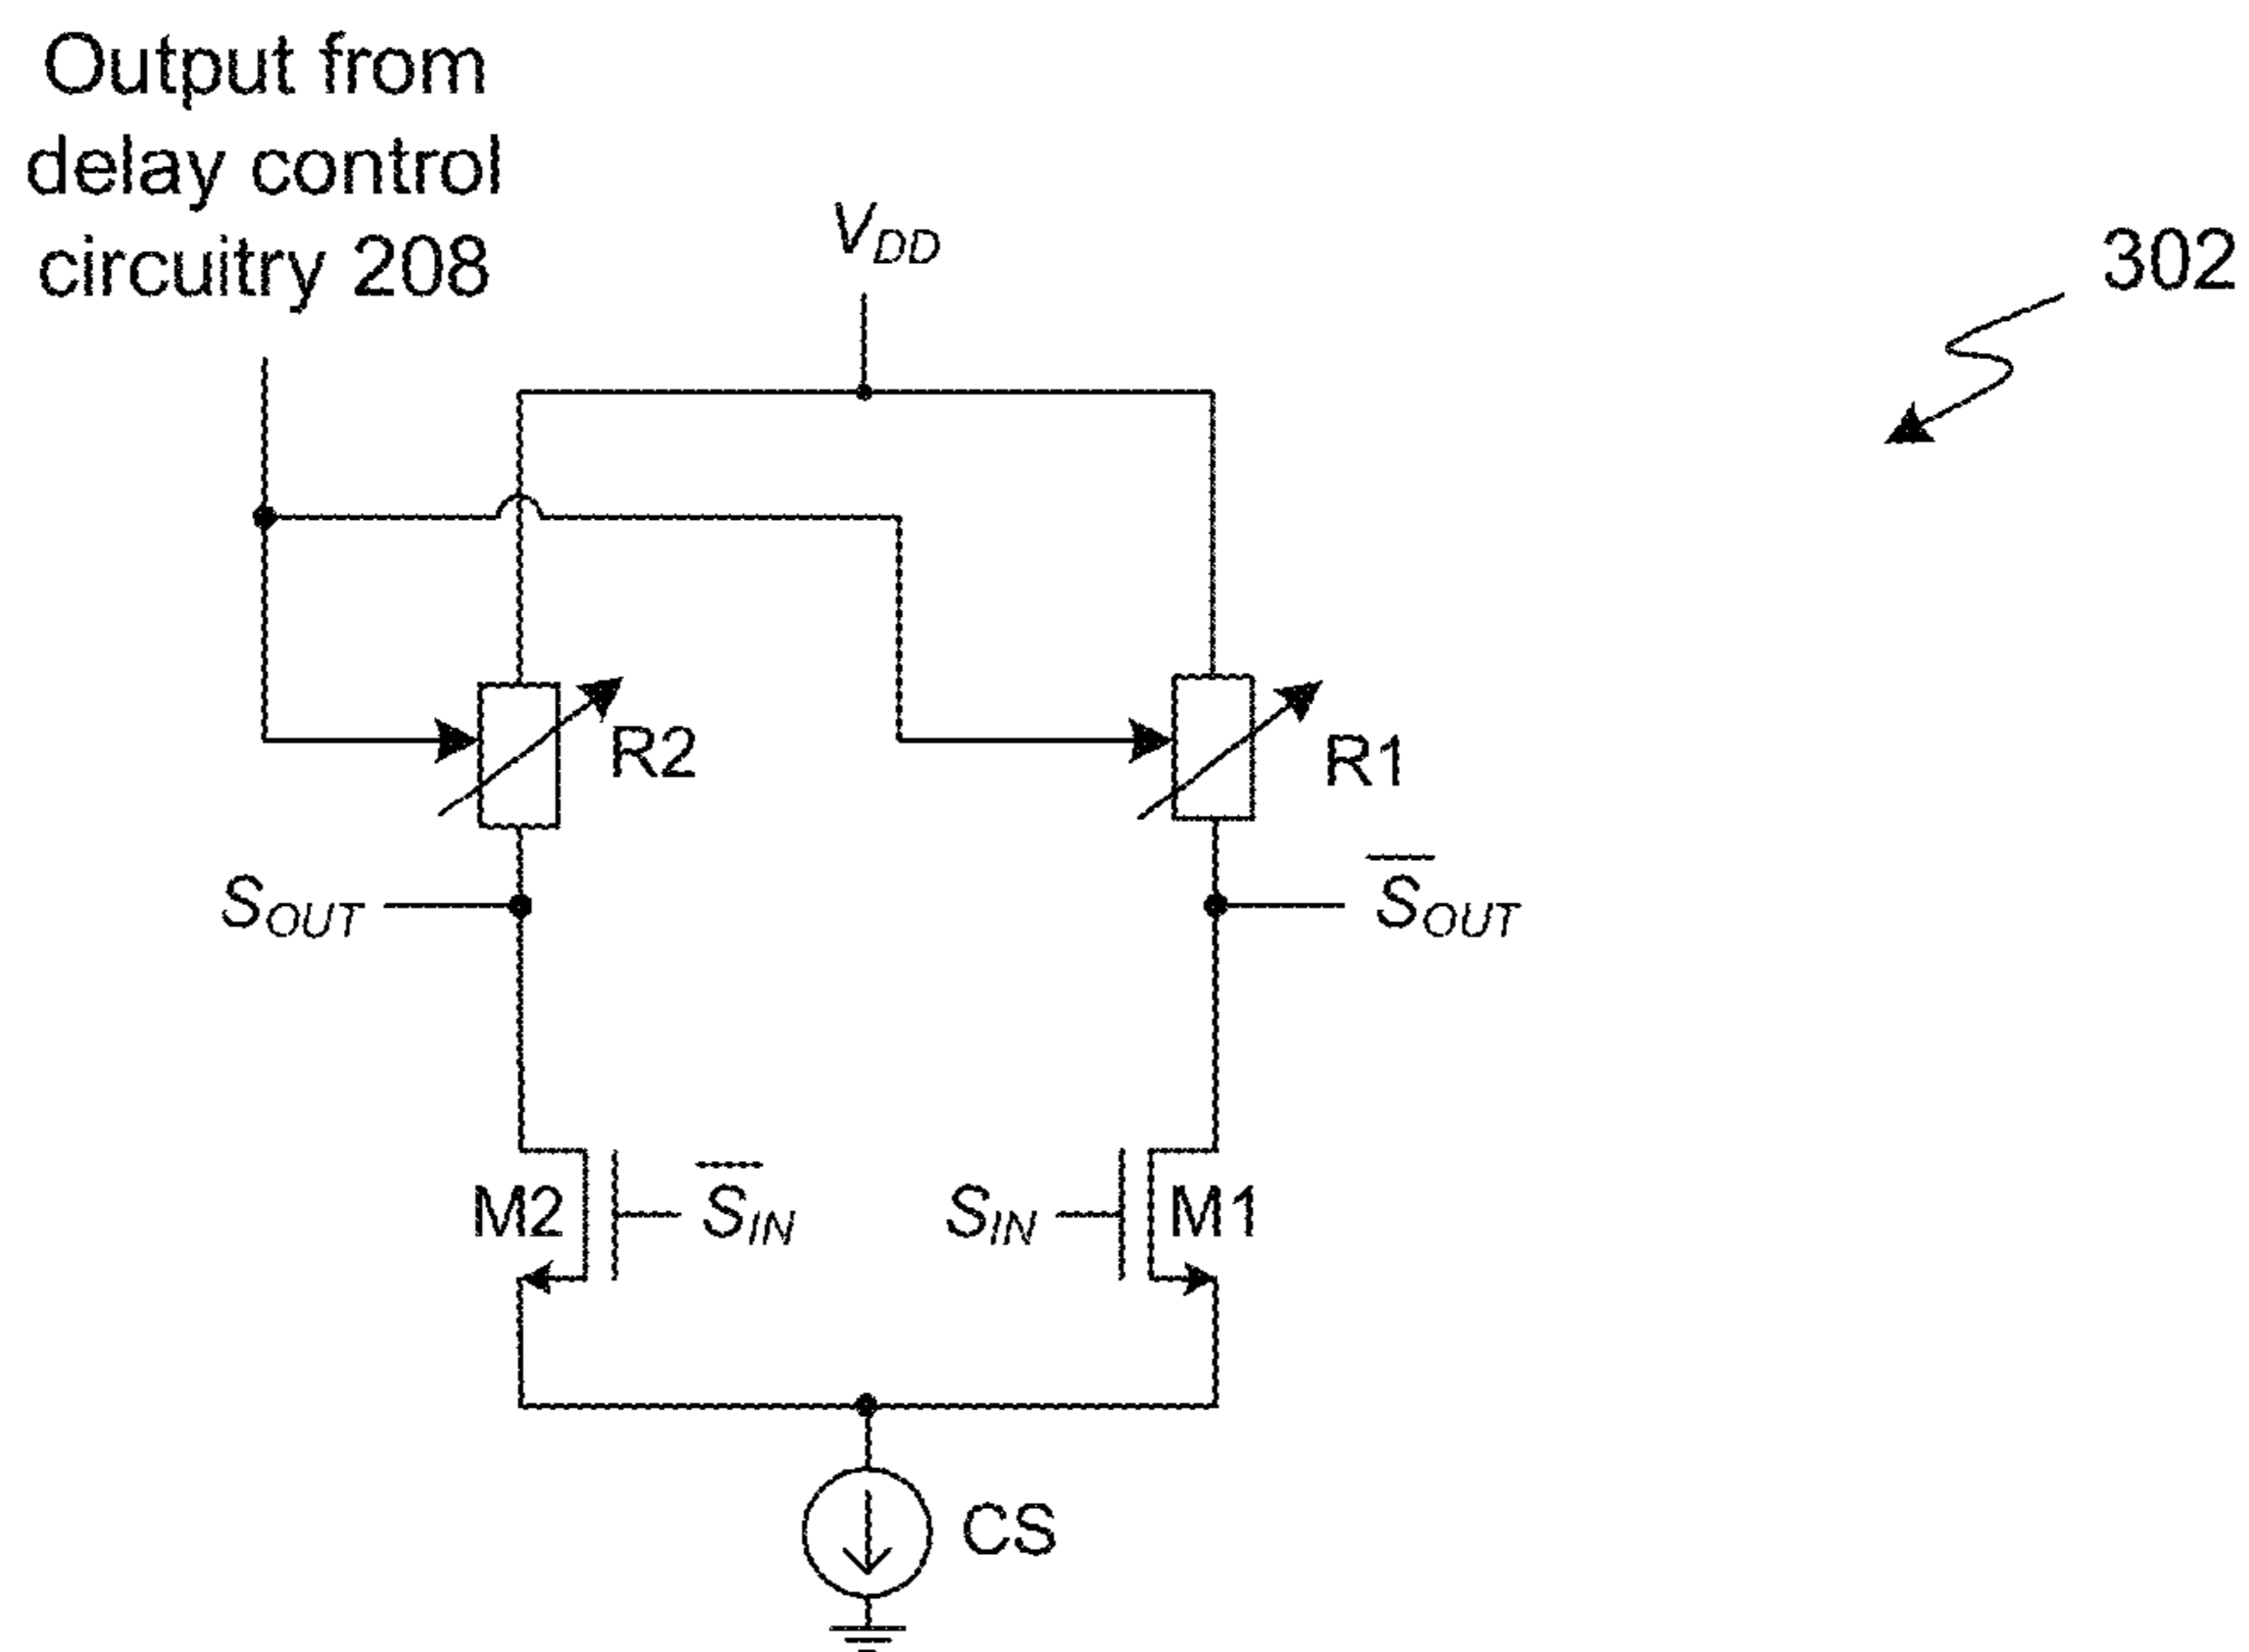 Output from
delay control
circuitry 208
V_DD
302
R2
R1
S_OUT
S̅_OUT
M2
S̅_IN
S_IN
M1
CS